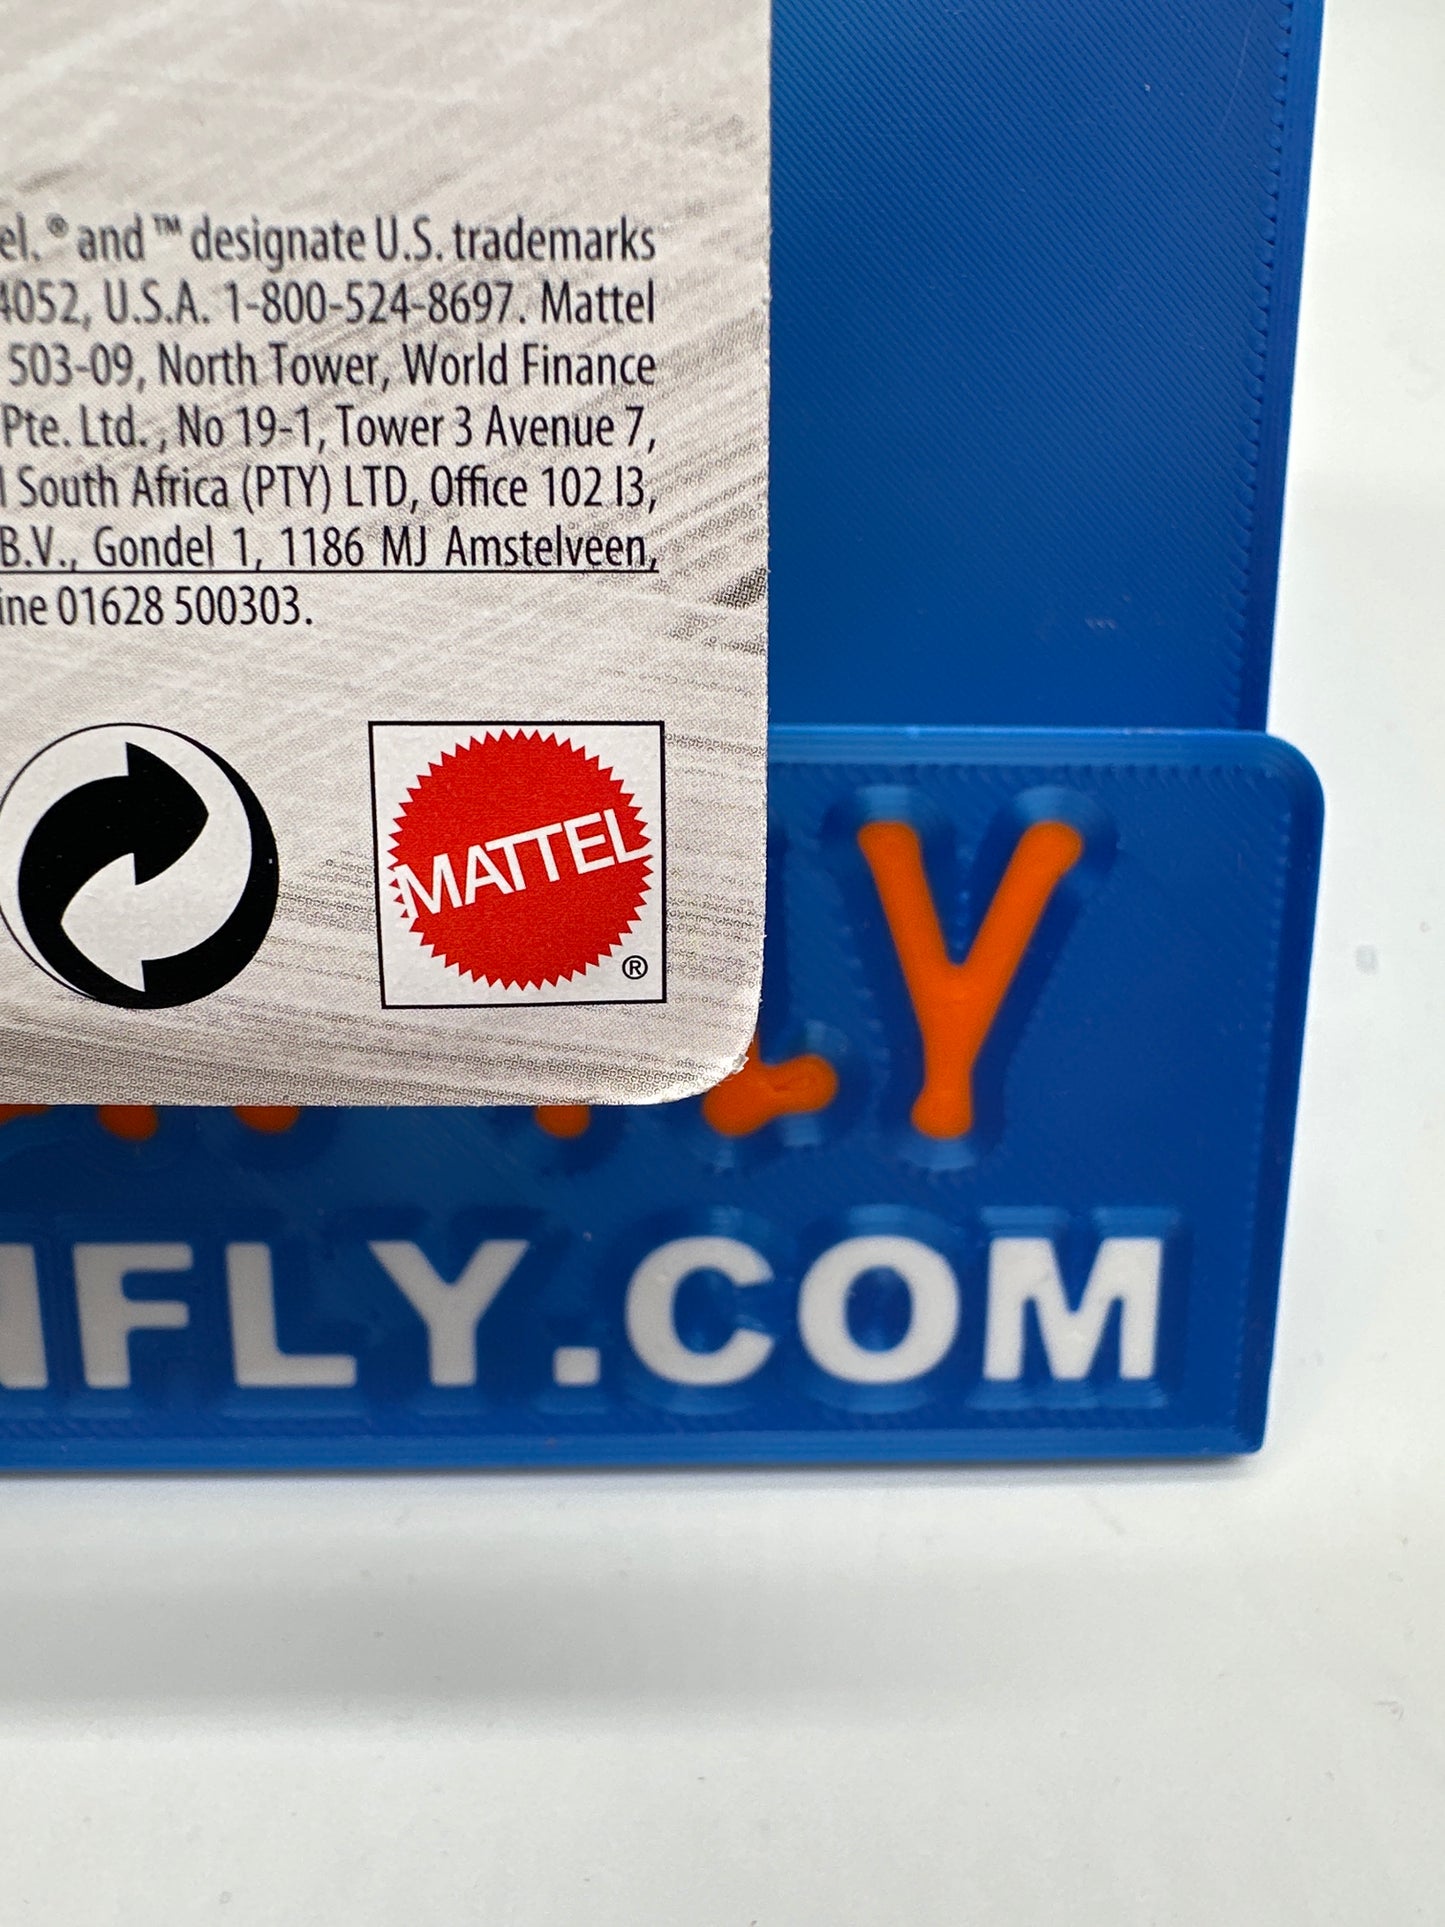 el. ® and ™ designate U.S. trademarks
4052, U.S.A. 1-800-524-8697. Mattel
503-09, North Tower, World Finance
Pte. Ltd. , No 19-1, Tower 3 Avenue 7,
South Africa (PTY) LTD, Office 102 I3,
B.V., Gondel 1, 1186 MJ Amstelveen,
ine 01628 500303.
MATTEL
®
LY
FLY.COM